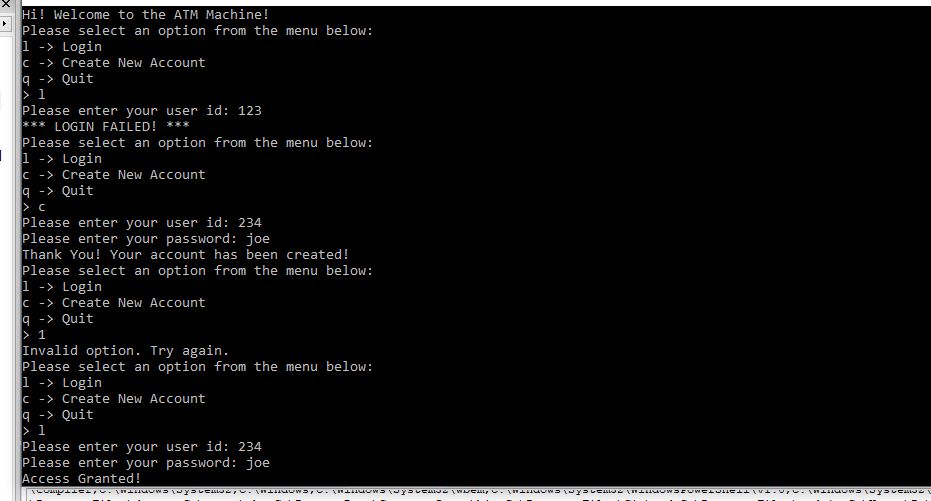 Hi! Welcome to the ATM Machine!
Please select an option from the menu below:
l -> Login
c -> Create New Account
q -> Quit
> l
Please enter your user id: 123
*** LOGIN FAILED! ***
Please select an option from the menu below:
l -> Login
c -> Create New Account
q -> Quit
> c
Please enter your user id: 234
Please enter your password: joe
Thank You! Your account has been created!
Please select an option from the menu below:
l -> Login
c -> Create New Account
q -> Quit
> 1
Invalid option. Try again.
Please select an option from the menu below:
l -> Login
c -> Create New Account
q -> Quit
> l
Please enter your user id: 234
Please enter your password: joe
Access Granted!